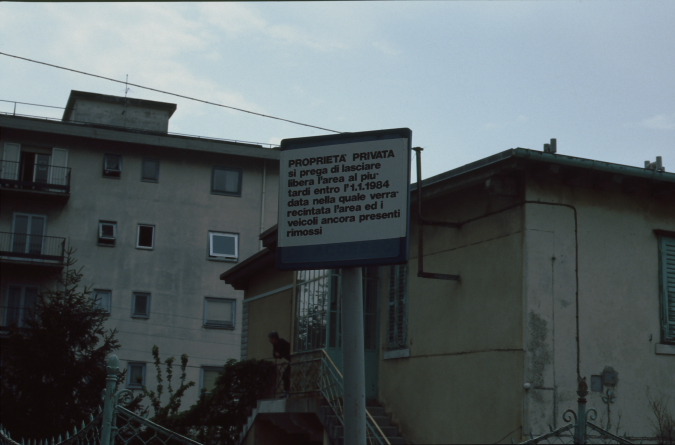 PROPRIETA' PRIVATA
si prega di lasciare
libera l'area al piu'
tardi entro l'1.1.1984
data nella quale verra'
recintata l'area ed i
veicoli ancora presenti
rimossi